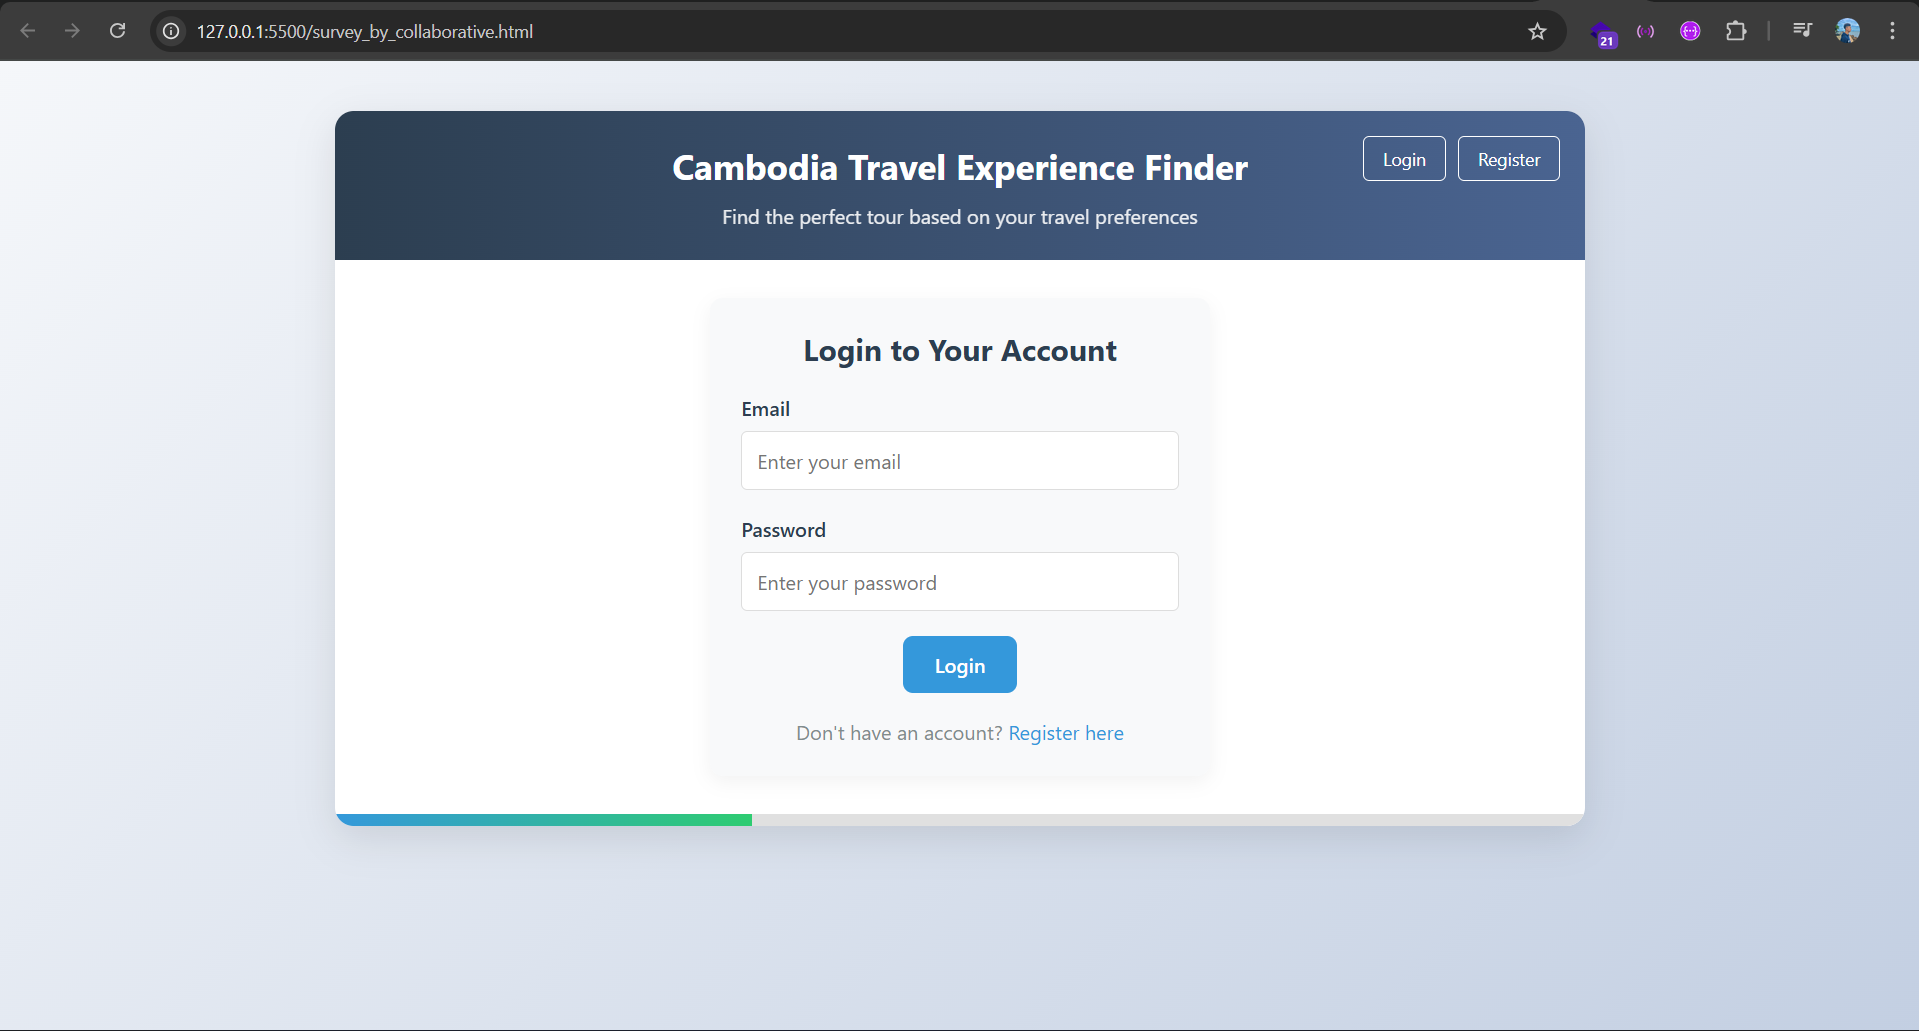 127.0.0.1:5500/survey_by_collaborative.html
21
Cambodia Travel Experience Finder
Login
Register
Find the perfect tour based on your travel preferences
Login to Your Account
Email
Enter your email
Password
Enter your password
Login
Don't have an account? Register here